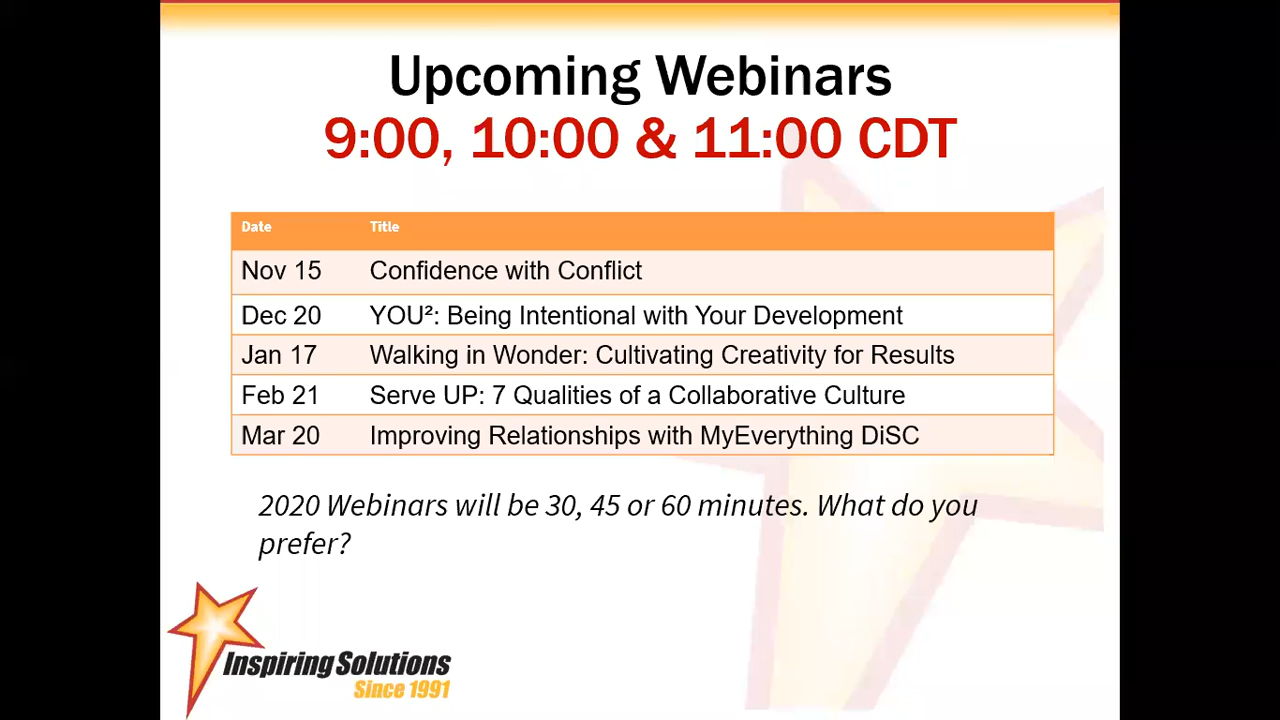 Upcoming Webinars
9:00, 10:00 & 11:00 CDT
Date Title
Nov 15 Confidence with Conflict
Dec 20 YOU²: Being Intentional with Your Development
Jan 17 Walking in Wonder: Cultivating Creativity for Results
Feb 21 Serve UP: 7 Qualities of a Collaborative Culture
Mar 20 Improving Relationships with MyEverything DiSC
2020 Webinars will be 30, 45 or 60 minutes. What do you
prefer?
Inspiring Solutions
Since 1991